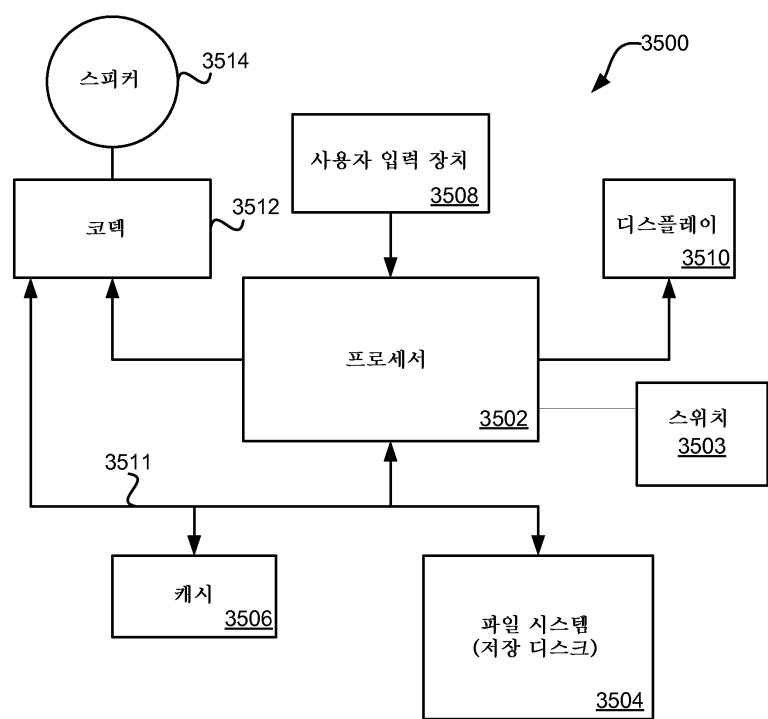 3500
스피커
3514
사용자 입력 장치
3508
코덱
3512
디스플레이
3510
프로세서
3502
스위치
3503
3511
캐시
3506
파일 시스템
(저장 디스크)
3504